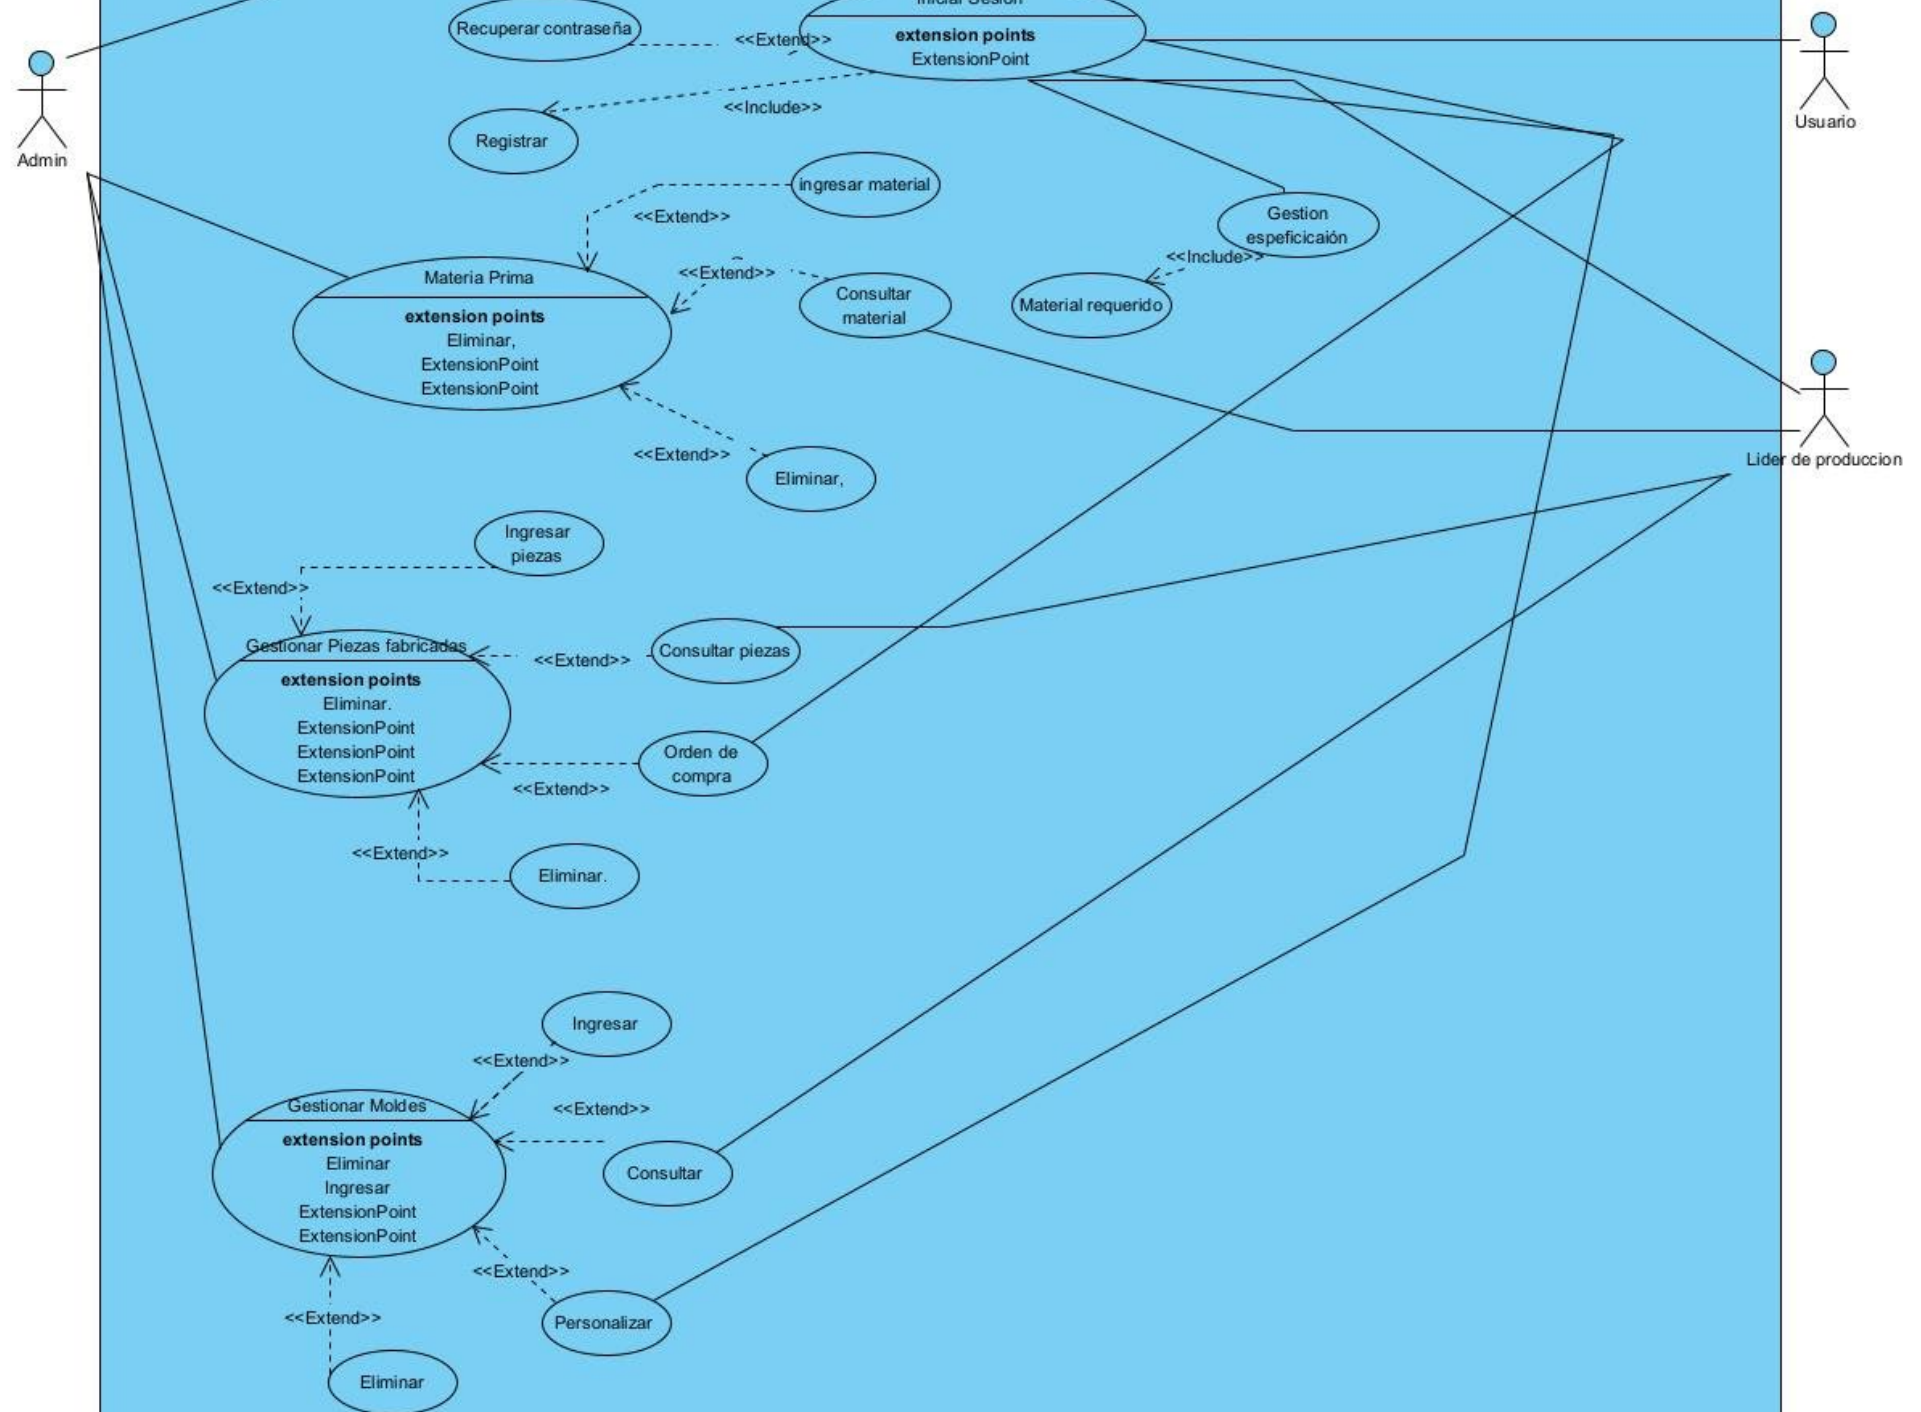 Inicial Sesion
Recuperar contraseña
<<Extend>>
extension points
ExtensionPoint
<<Include>>
Registrar
Admin
Usuario
ingresar material
<<Extend>>
Gestion
espeficicaión
<<Include>>
Materia Prima
extension points
Eliminar,
ExtensionPoint
ExtensionPoint
<<Extend>>
Consultar
material
Material requerido
<<Extend>>
Eliminar,
Lider de produccion
Ingresar
piezas
<<Extend>>
Gestionar Piezas fabricadas
extension points
Eliminar.
ExtensionPoint
ExtensionPoint
ExtensionPoint
<<Extend>>
Consultar piezas
Orden de
compra
<<Extend>>
<<Extend>>
Eliminar.
Ingresar
<<Extend>>
<<Extend>>
Gestionar Moldes
extension points
Eliminar
Ingresar
ExtensionPoint
ExtensionPoint
Consultar
<<Extend>>
Personalizar
<<Extend>>
Eliminar